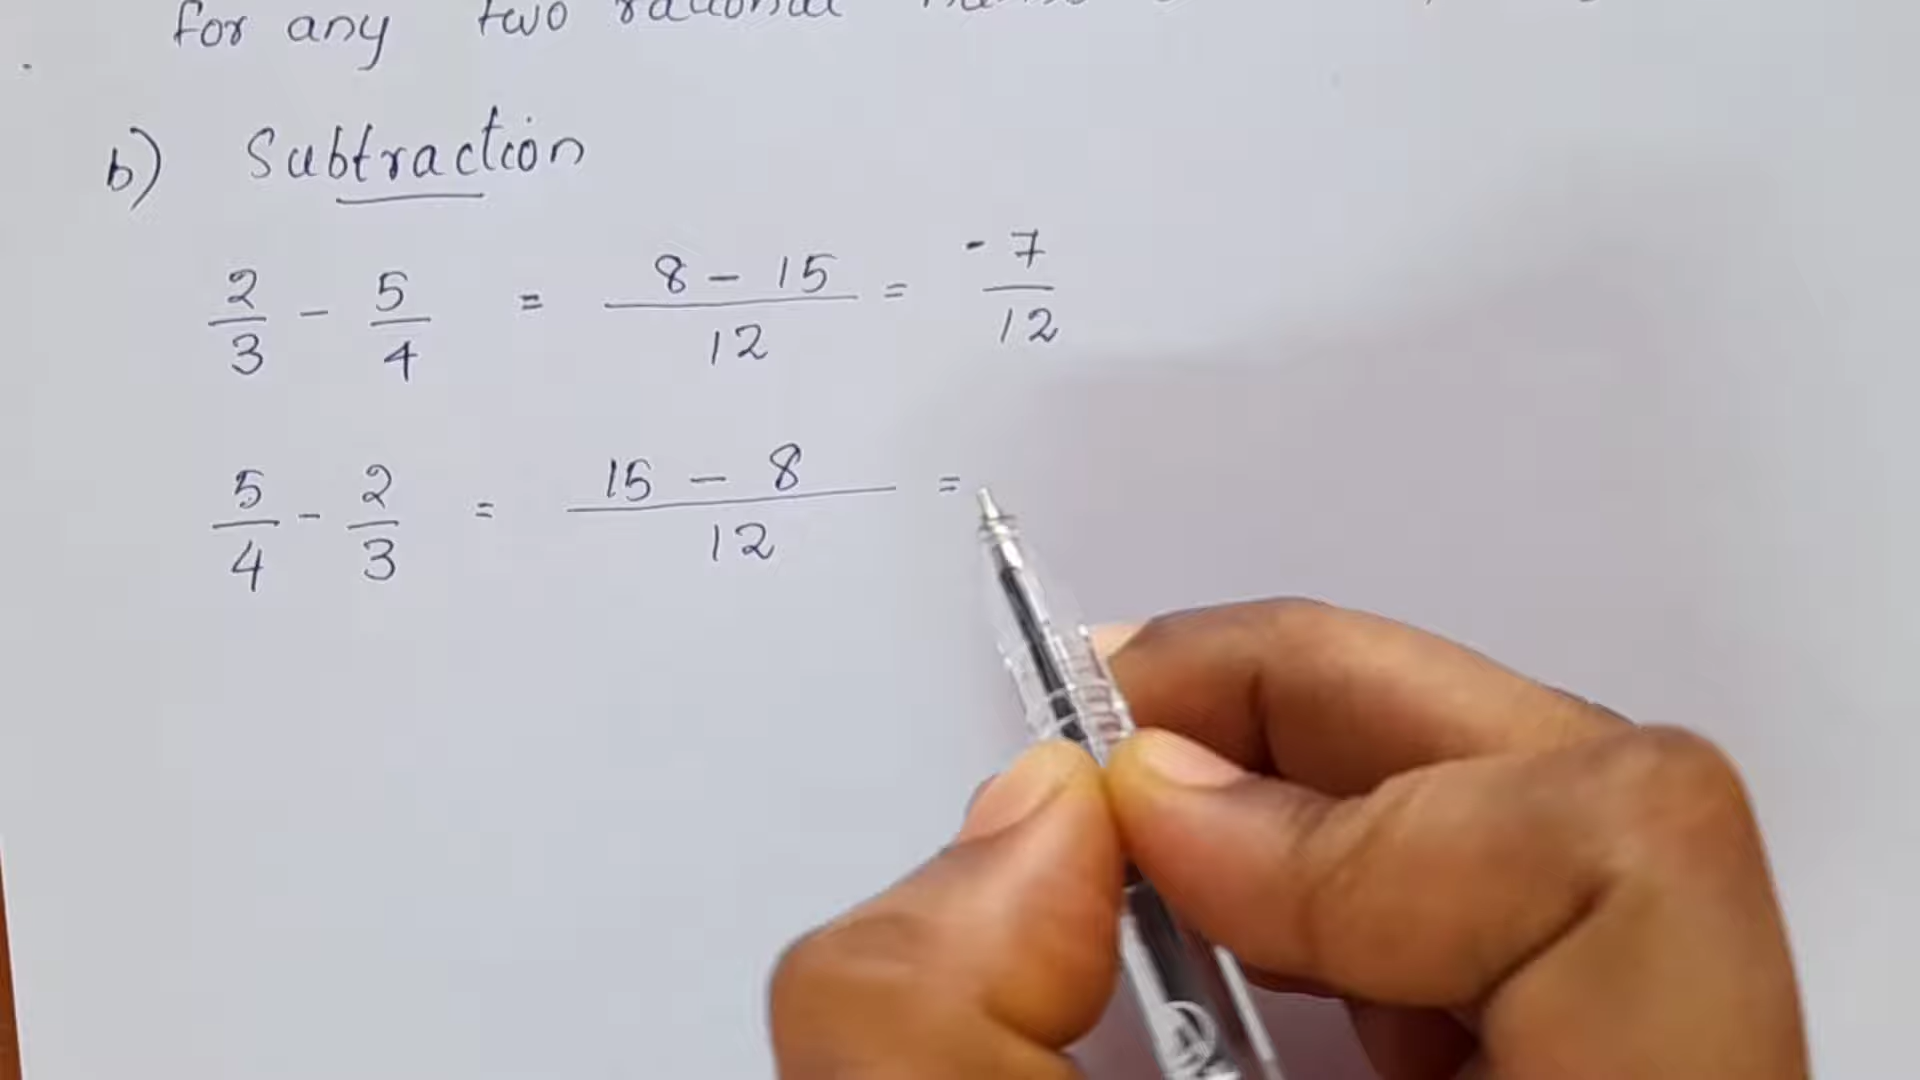 for any two rational
b) Subtraction
2/3 - 5/4 = 8 - 15/12 = -7/12
5/4 - 2/3 = 15 - 8/12 =